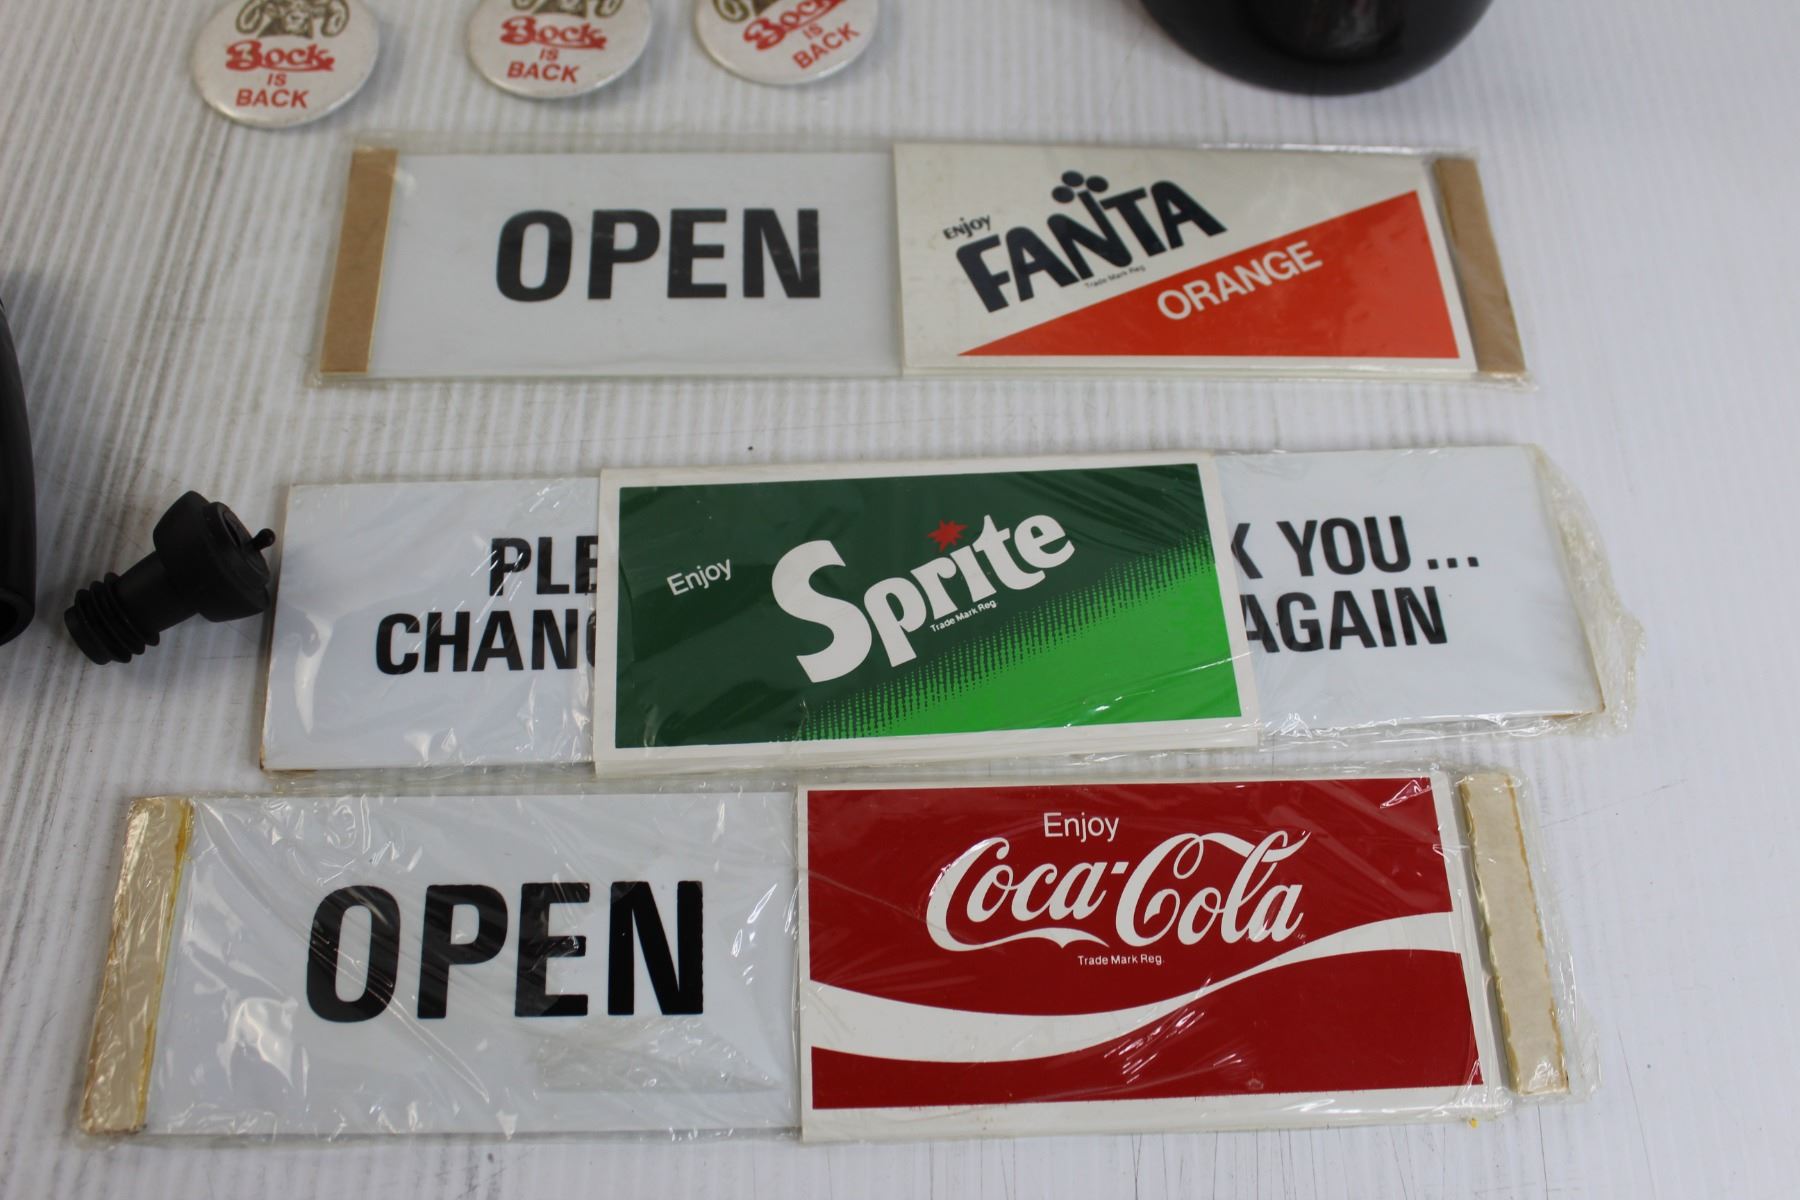 Bock
IS
BACK
Bock
IS
BACK
Bock
IS
BACK
OPEN
Enjoy
FANTA
Trade Mark Reg.
ORANGE
PLE
CHANG
Enjoy
Sprite
Trade Mark Reg.
K YOU...
AGAIN
OPEN
Enjoy
Coca-Cola
Trade Mark Reg.